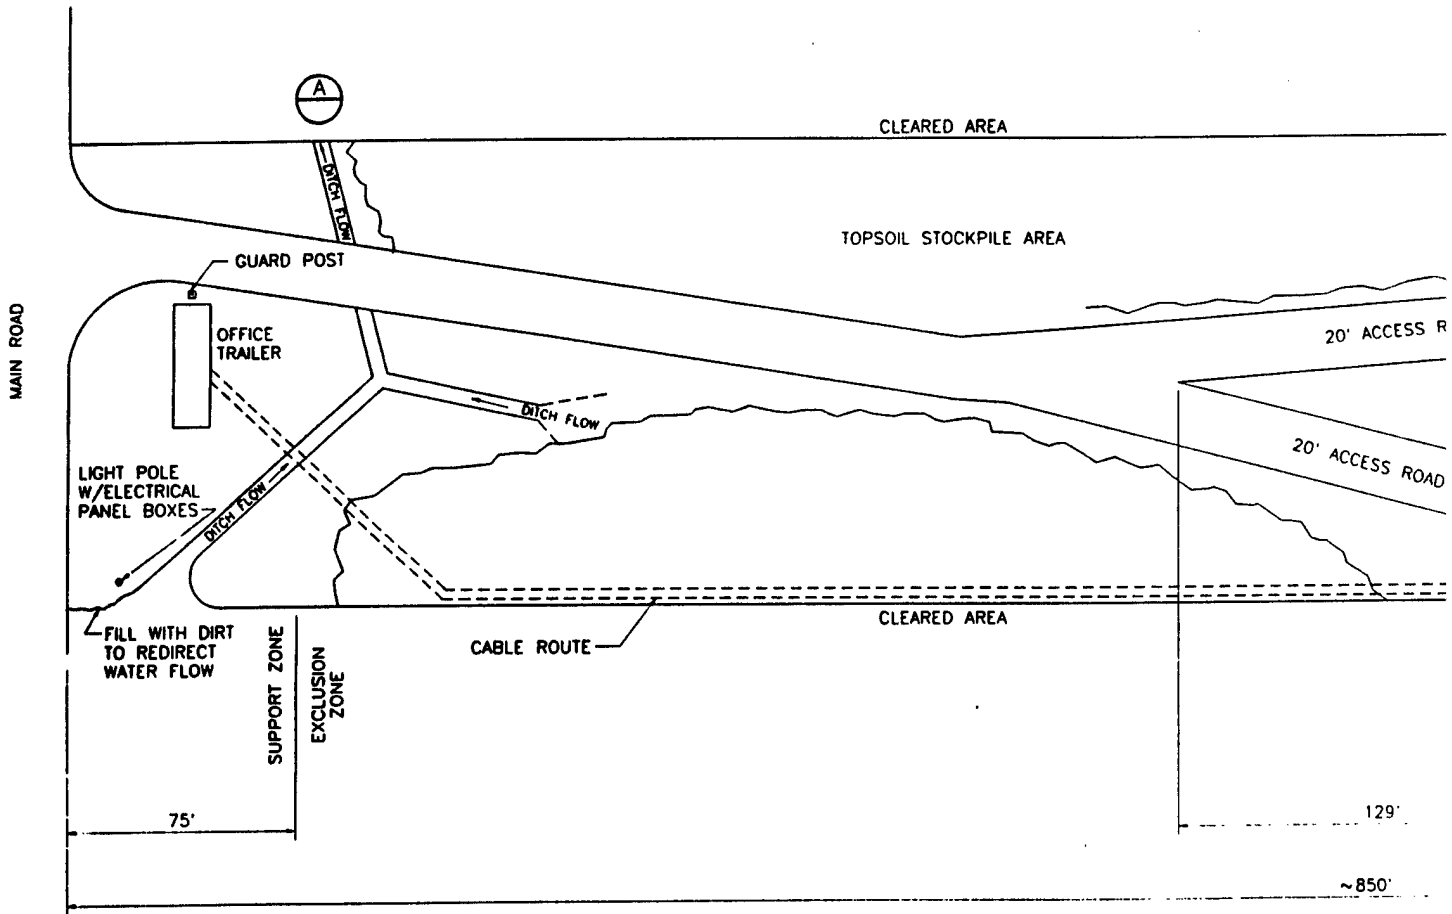 A
CLEARED AREA
DITCH FLOW
TOPSOIL STOCKPILE AREA
GUARD POST
MAIN ROAD
OFFICE
TRAILER
20' ACCESS R
DITCH FLOW
20' ACCESS ROAD
LIGHT POLE
W/ELECTRICAL
PANEL BOXES
DITCH FLOW
CLEARED AREA
FILL WITH DIRT
TO REDIRECT
WATER FLOW
CABLE ROUTE
SUPPORT ZONE
EXCLUSION
ZONE
75'
129'
~850'